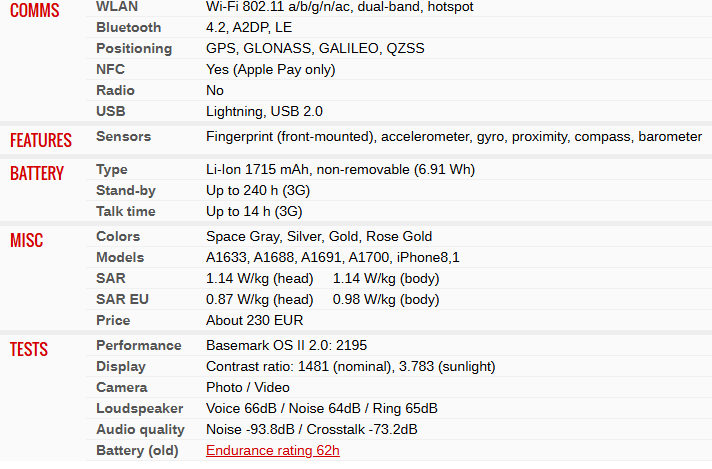 COMMS WLAN Wi-Fi 802.11 a/b/g/n/ac, dual-band, hotspot
Bluetooth 4.2, A2DP, LE
Positioning GPS, GLONASS, GALILEO, QZSS
NFC Yes (Apple Pay only)
Radio No
USB Lightning, USB 2.0
FEATURES Sensors Fingerprint (front-mounted), accelerometer, gyro, proximity, compass, barometer
BATTERY Type Li-Ion 1715 mAh, non-removable (6.91 Wh)
Stand-by Up to 240 h (3G)
Talk time Up to 14 h (3G)
MISC Colors Space Gray, Silver, Gold, Rose Gold
Models A1633, A1688, A1691, A1700, iPhone8,1
SAR 1.14 W/kg (head) 1.14 W/kg (body)
SAR EU 0.87 W/kg (head) 0.98 W/kg (body)
Price About 230 EUR
TESTS Performance Basemark OS II 2.0: 2195
Display Contrast ratio: 1481 (nominal), 3.783 (sunlight)
Camera Photo / Video
Loudspeaker Voice 66dB / Noise 64dB / Ring 65dB
Audio quality Noise -93.8dB / Crosstalk -73.2dB
Battery (old) Endurance rating 62h